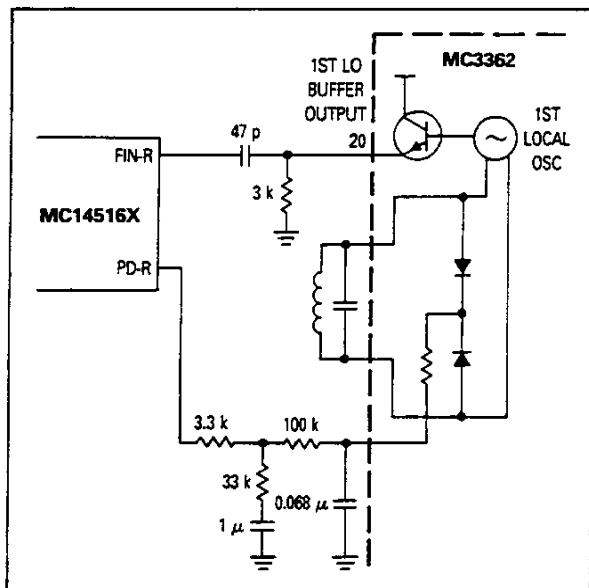 MC3362
1ST LO
BUFFER
OUTPUT
20
1ST
LOCAL
OSC
47 p
FIN-R
3 k
MC14516X
PD-R
3.3 k
100 k
33 k
0.068 μ
1 μ